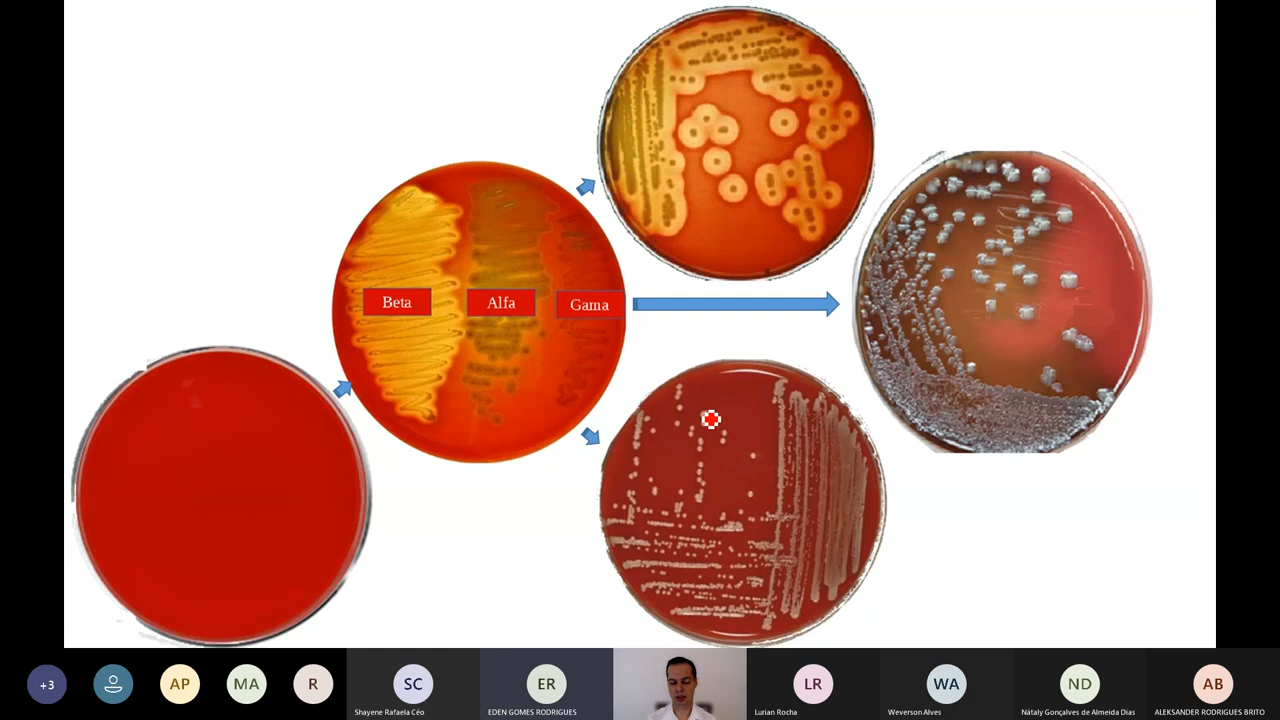 Beta
Alfa
Gama
+3
AP
MA
R
SC
ER
LR
WA
ND
AB
Shayene Rafaela Céo
EDEN GOMES RODRIGUES
Lurian Rocha
Weverson Alves
Nátaly Gonçalves de Almeida Dias
ALEKSANDER RODRIGUES BRITO